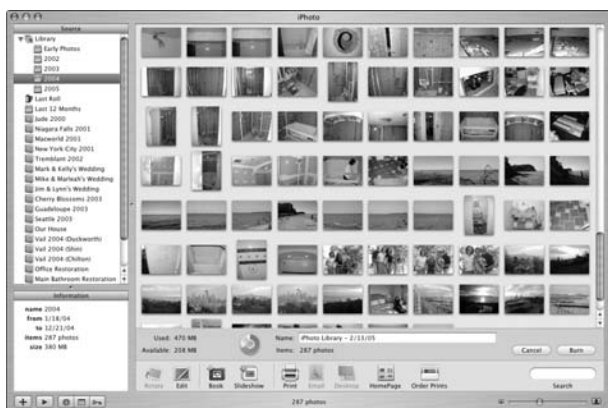 iPhoto
Source
Library
Early Photos
2002
2003
2004
2005
Last Roll
Last 12 Months
Jude 2000
Niagara Falls 2001
Macworld 2001
New York City 2001
Tremblant 2002
Mark & Kelly's Wedding
Mike & Marleah's Wedding
Jim & Lynn's Wedding
Cherry Blossoms 2003
Guadeloupe 2003
Seattle 2003
Our House
Vail 2004 (Duckworth)
Vail 2004 (Shin)
Vail 2004 (Chilton)
Office Restoration
Main Bathroom Restoration
Information
name 2004
from 1/18/04
to 12/21/04
items 287 photos
size 380 MB
Used: 470 MB
Available: 208 MB
Name: iPhoto Library - 2/13/05
Items: 287 photos
Cancel
Burn
Rotate
Edit
Book
Slideshow
Print
Email
Desktop
HomePage
Order Prints
Search
287 photos